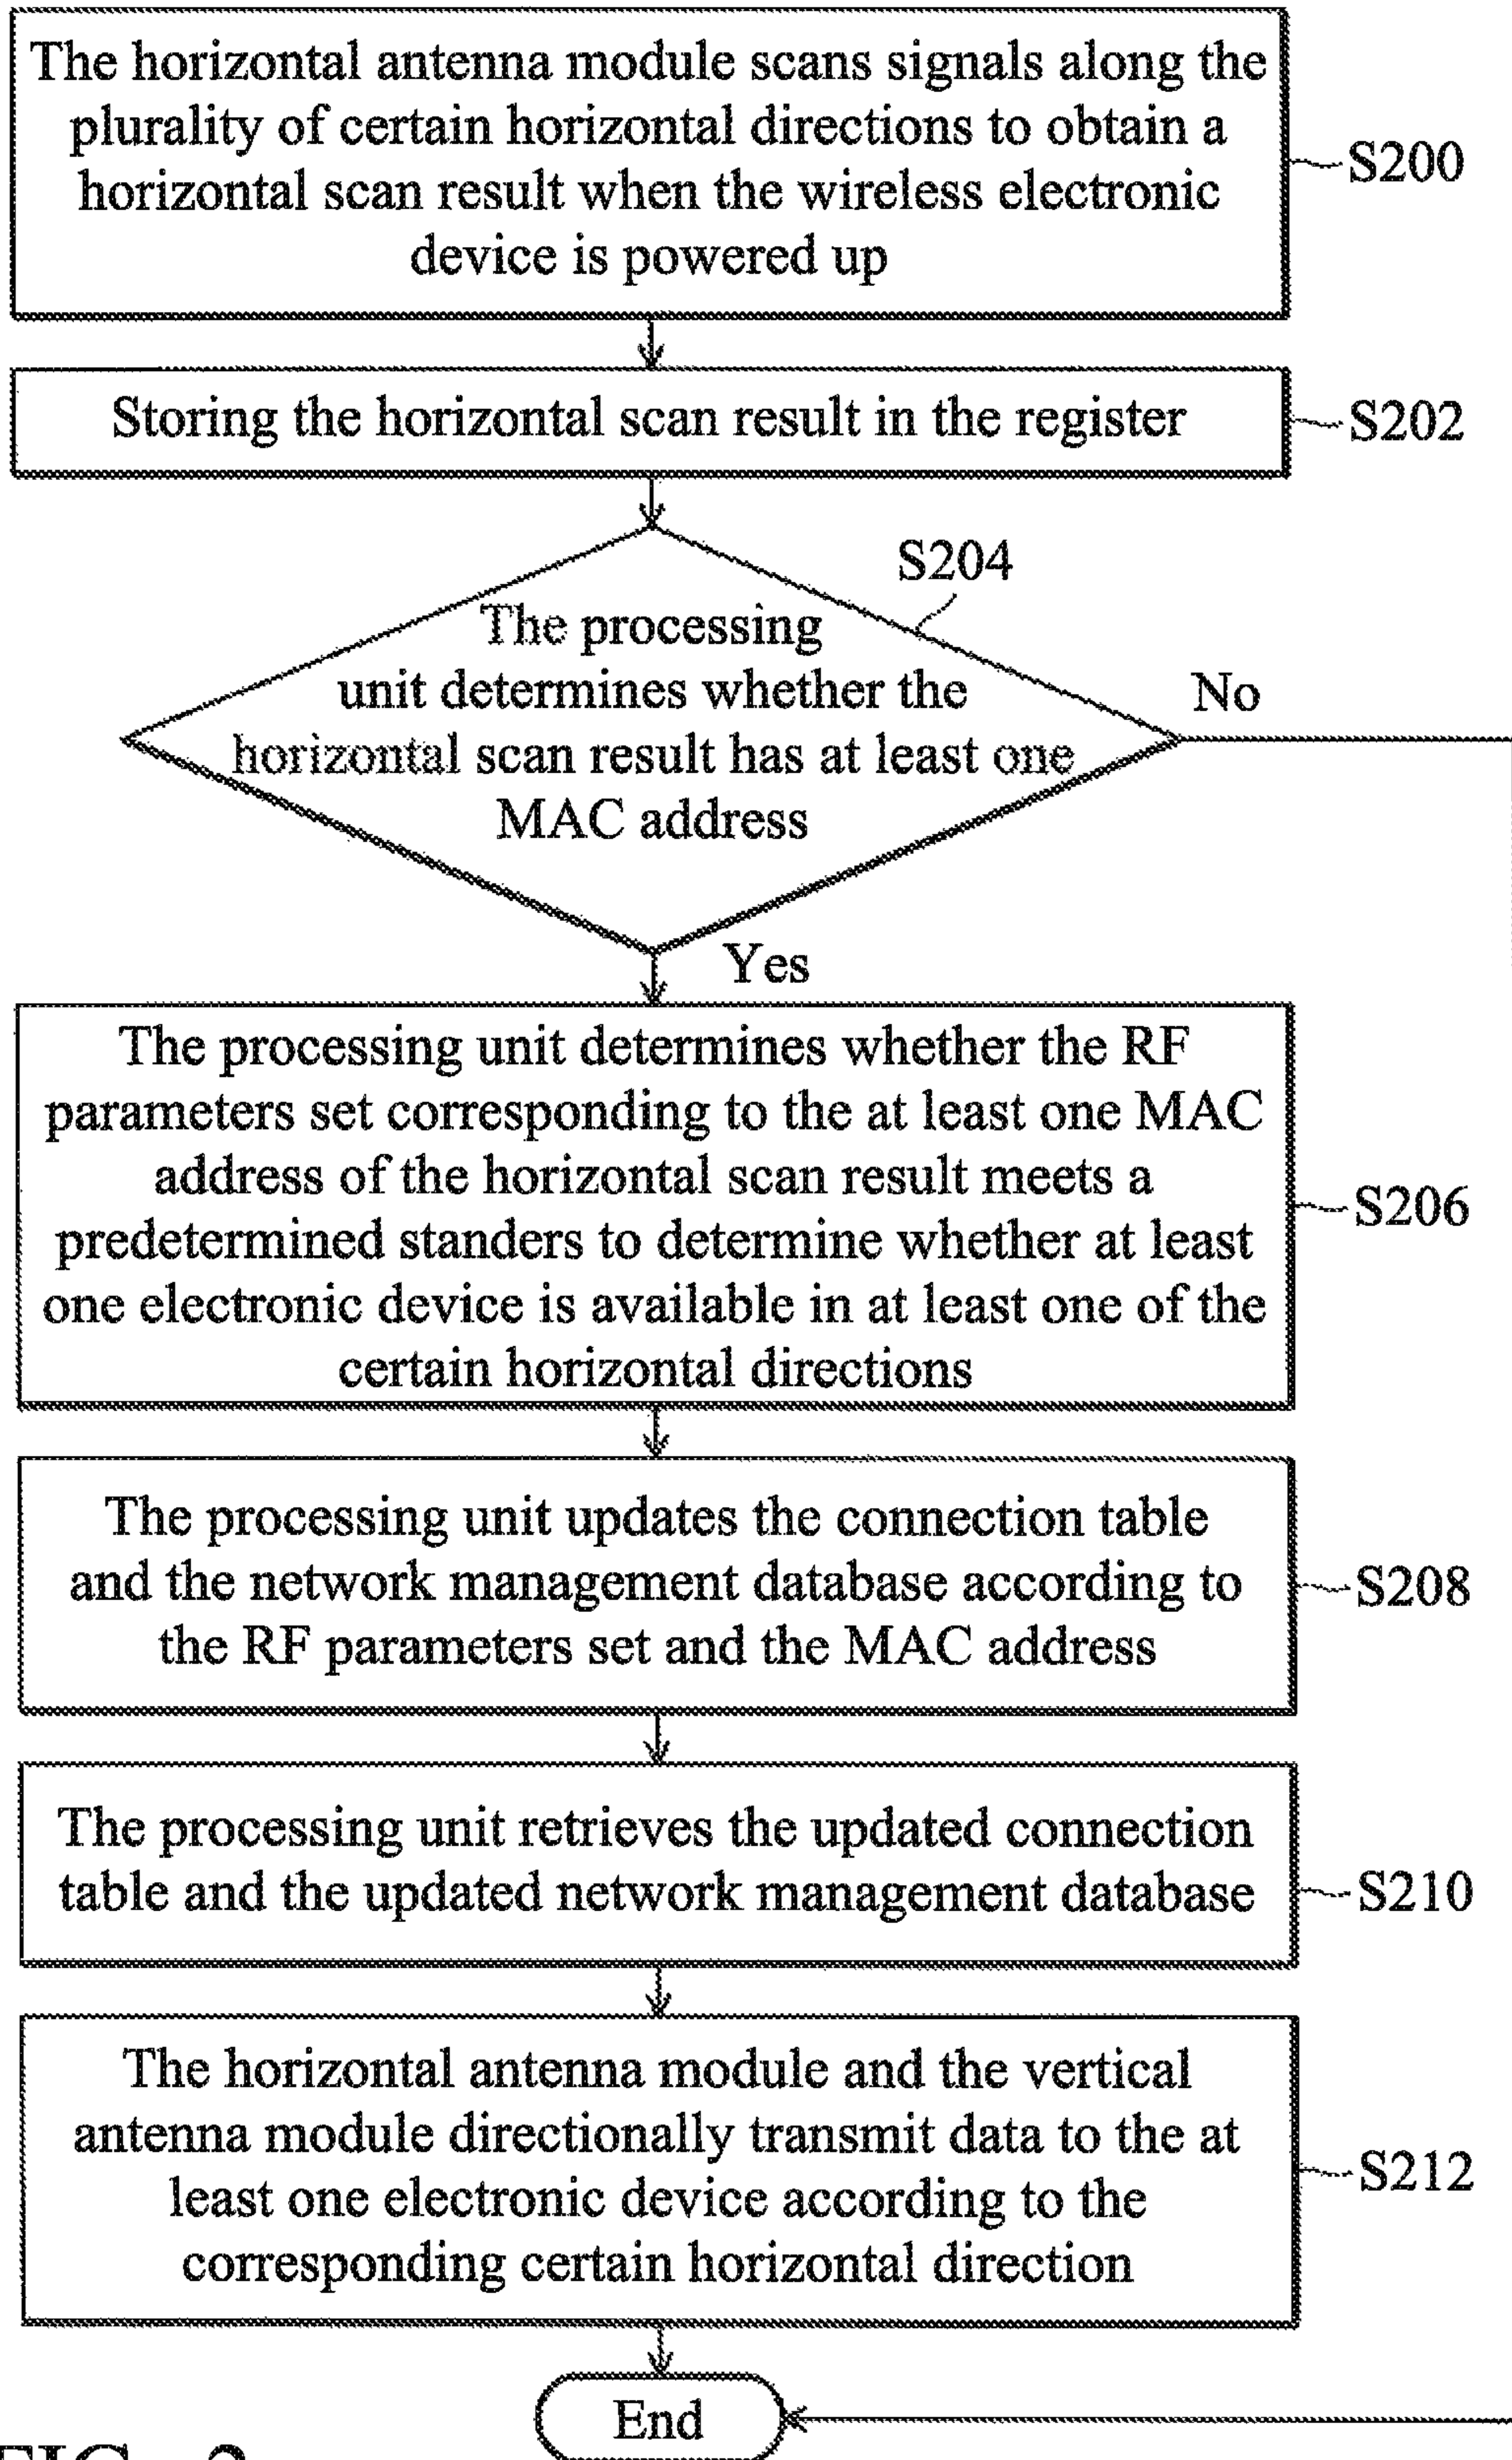 The horizontal antenna module scans signals along the
plurality of certain horizontal directions to obtain a
horizontal scan result when the wireless electronic
device is powered up
S200
Storing the horizontal scan result in the register
S202
S204
The processing
unit determines whether the
horizontal scan result has at least one
MAC address
No
Yes
The processing unit determines whether the RF
parameters set corresponding to the at least one MAC
address of the horizontal scan result meets a
predetermined standers to determine whether at least
one electronic device is available in at least one of the
certain horizontal directions
S206
The processing unit updates the connection table
and the network management database according to
the RF parameters set and the MAC address
S208
The processing unit retrieves the updated connection
table and the updated network management database
S210
The horizontal antenna module and the vertical
antenna module directionally transmit data to the at
least one electronic device according to the
corresponding certain horizontal direction
S212
End